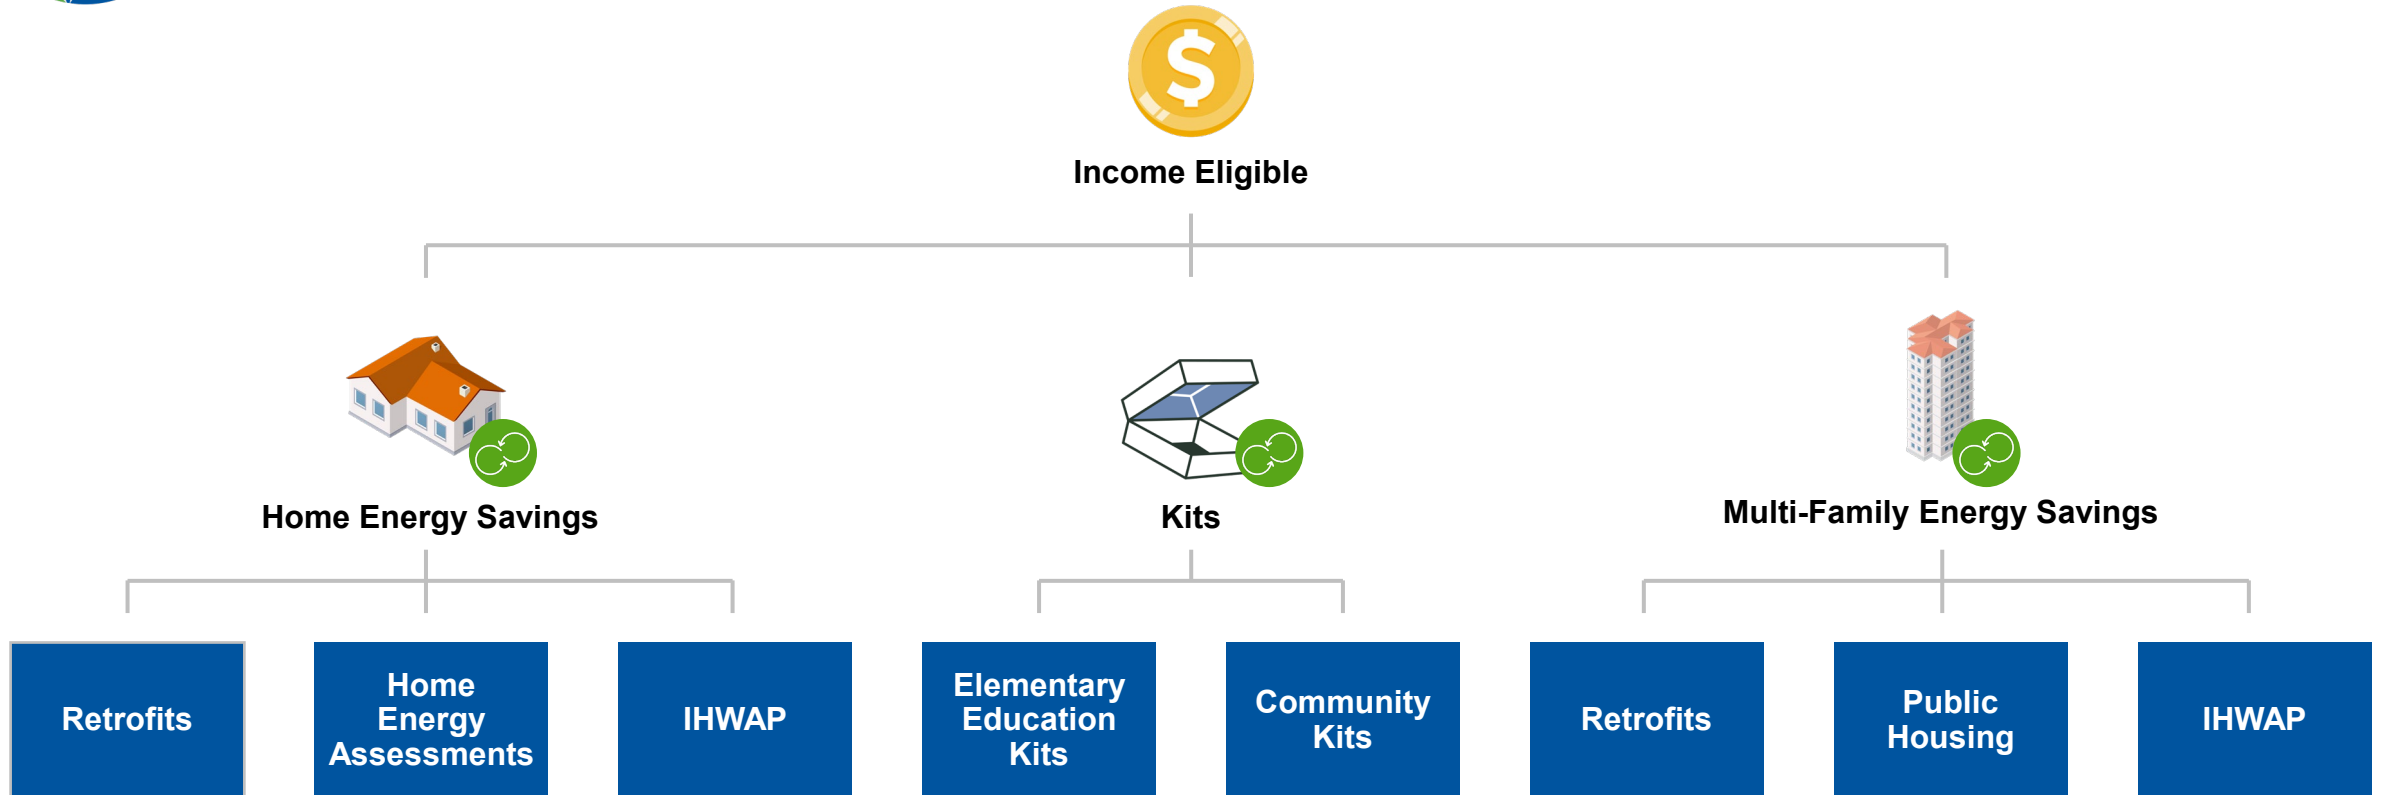 $
Income Eligible
Home Energy Savings
Kits
Multi-Family Energy Savings
Retrofits
Home
Energy
Assessments
IHWAP
Elementary
Education
Kits
Community
Kits
Retrofits
Public
Housing
IHWAP